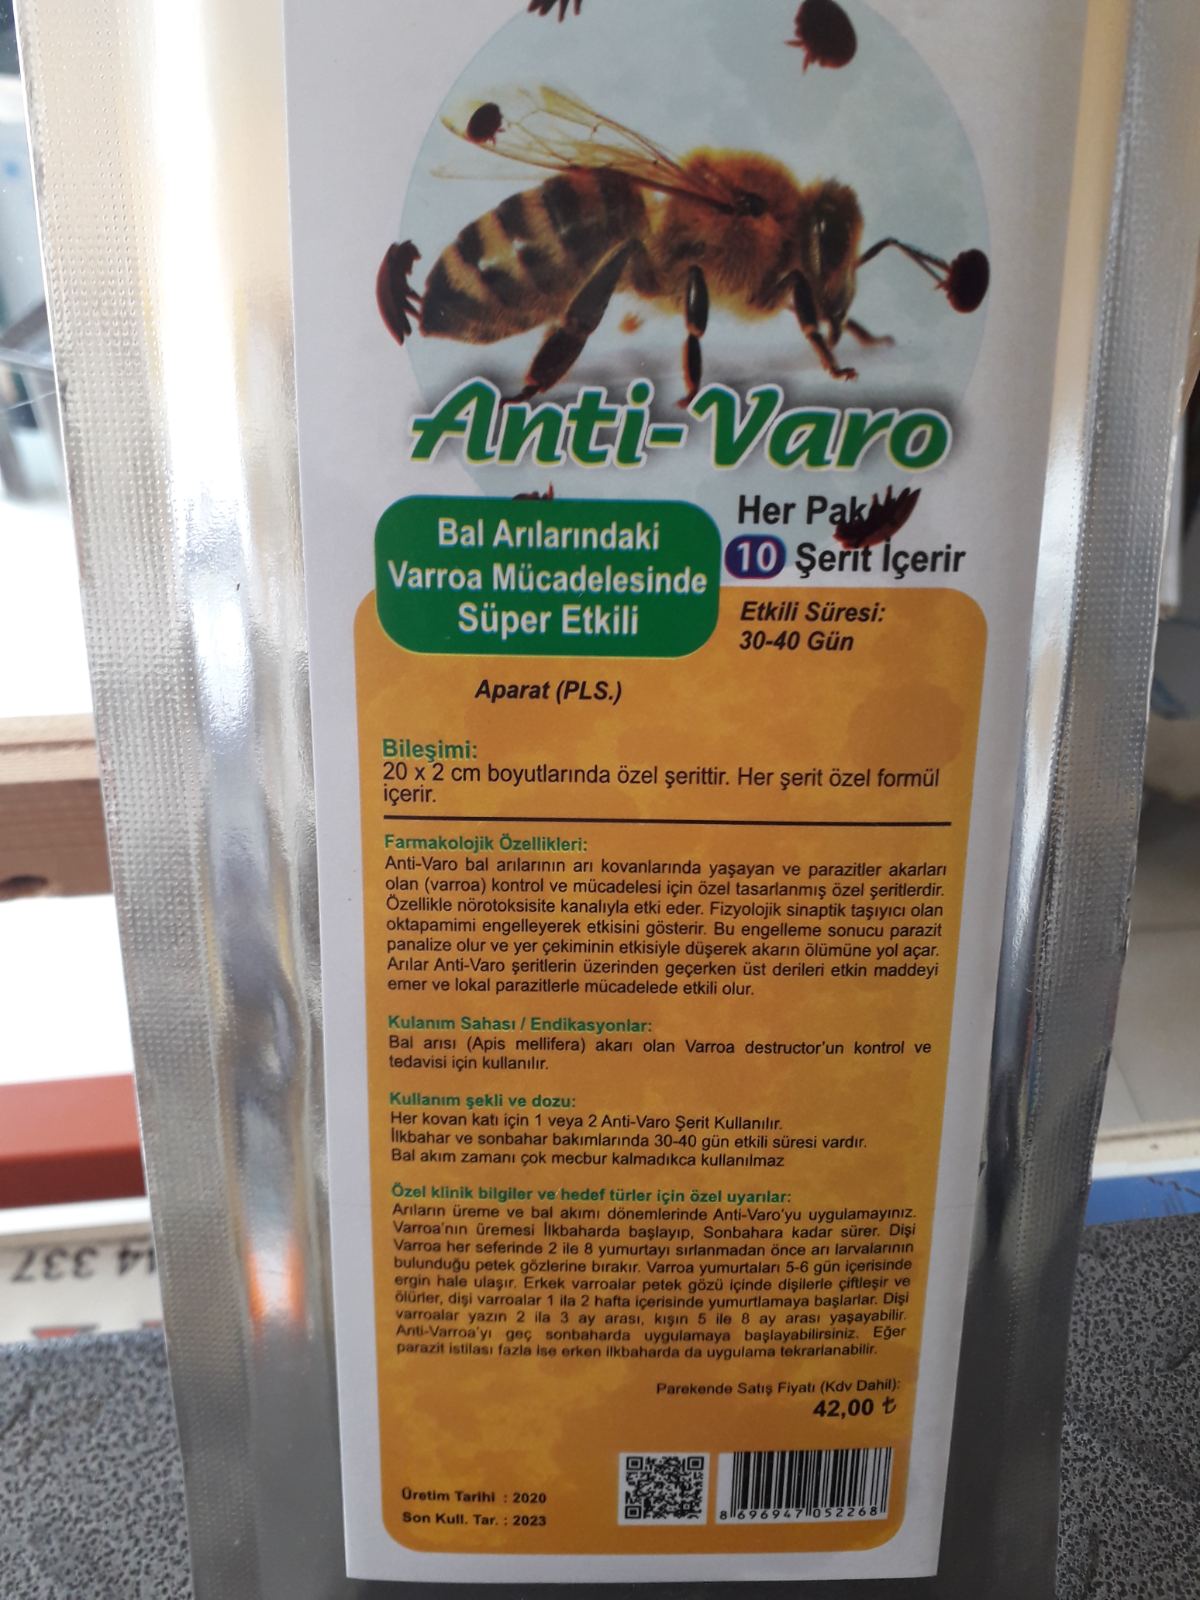 Anti-Varo
Bal Arılarındaki
Varroa Mücadelesinde
Süper Etkili
Her
10 Şerit İçerir
Etkili Süresi:
30-40 Gün
Aparat (PLS.)
Bileşimi:
20 x 2 cm boyutlarında özel şerittir. Her şerit özel formül
içerir.
Farmakolojik Özellikleri:
Anti-Varo bal arılarının arı kovanlarında yaşayan ve parazitler akarları
olan (varroa) kontrol ve mücadelesi için özel tasarlanmış özel şeritlerdir.
Özellikle nörotoksisite kanalıyla etki eder. Fizyolojik sinaptik taşıyıcı olan
oktapamimi engelleyerek etkisini gösterir. Bu engelleme sonucu parazit
panalize olur ve yer çekiminin etkisiyle düşerek akarın ölümüne yol açar.
Arılar Anti-Varo şeritlerin üzerinden geçerken üst derileri etkin maddeyi
emer ve lokal parazitlerle mücadelede etkili olur.
Kulanım Sahası / Endikasyonlar:
Bal arısı (Apis mellifera) akarı olan Varroa destructor'un kontrol ve
tedavisi için kullanılır.
Kullanım şekli ve dozu:
Her kovan katı için 1 veya 2 Anti-Varo Şerit Kullanılır.
İlkbahar ve sonbahar bakımlarında 30-40 gün etkili süresi vardır.
Bal akım zamanı çok mecbur kalmadıkca kullanılmaz
Özel klinik bilgiler ve hedef türler için özel uyarılar:
Arıların üreme ve bal akımı dönemlerinde Anti-Varo'yu uygulamayınız.
Varroa'nın üremesi İlkbaharda başlayıp, Sonbahara kadar sürer. Dişi
Varroa her seferinde 2 ile 8 yumurtayı sırlanmadan önce arı larvalarının
bulunduğu petek gözlerine bırakır. Varroa yumurtaları 5-6 gün içerisinde
ergin hale ulaşır. Erkek varroalar petek gözü içinde dişilerle çiftleşir ve
ölürler, dişi varroalar 1 ila 2 hafta içerisinde yumurtlamaya başlarlar. Dişi
varroalar yazın 2 ila 3 ay arası, kışın 5 ile 8 ay arası yaşayabilir.
Anti-Varroa'yı geç sonbaharda uygulamaya başlayabilirsiniz. Eğer
parazit istilası fazla ise erken ilkbaharda da uygulama tekrarlanabilir.
Parekende Satış Fiyatı (Kdv Dahil):
42,00 ₺
Üretim Tarihi : 2020
Son Kull. Tar. : 2023
8 696947 052268
14 337